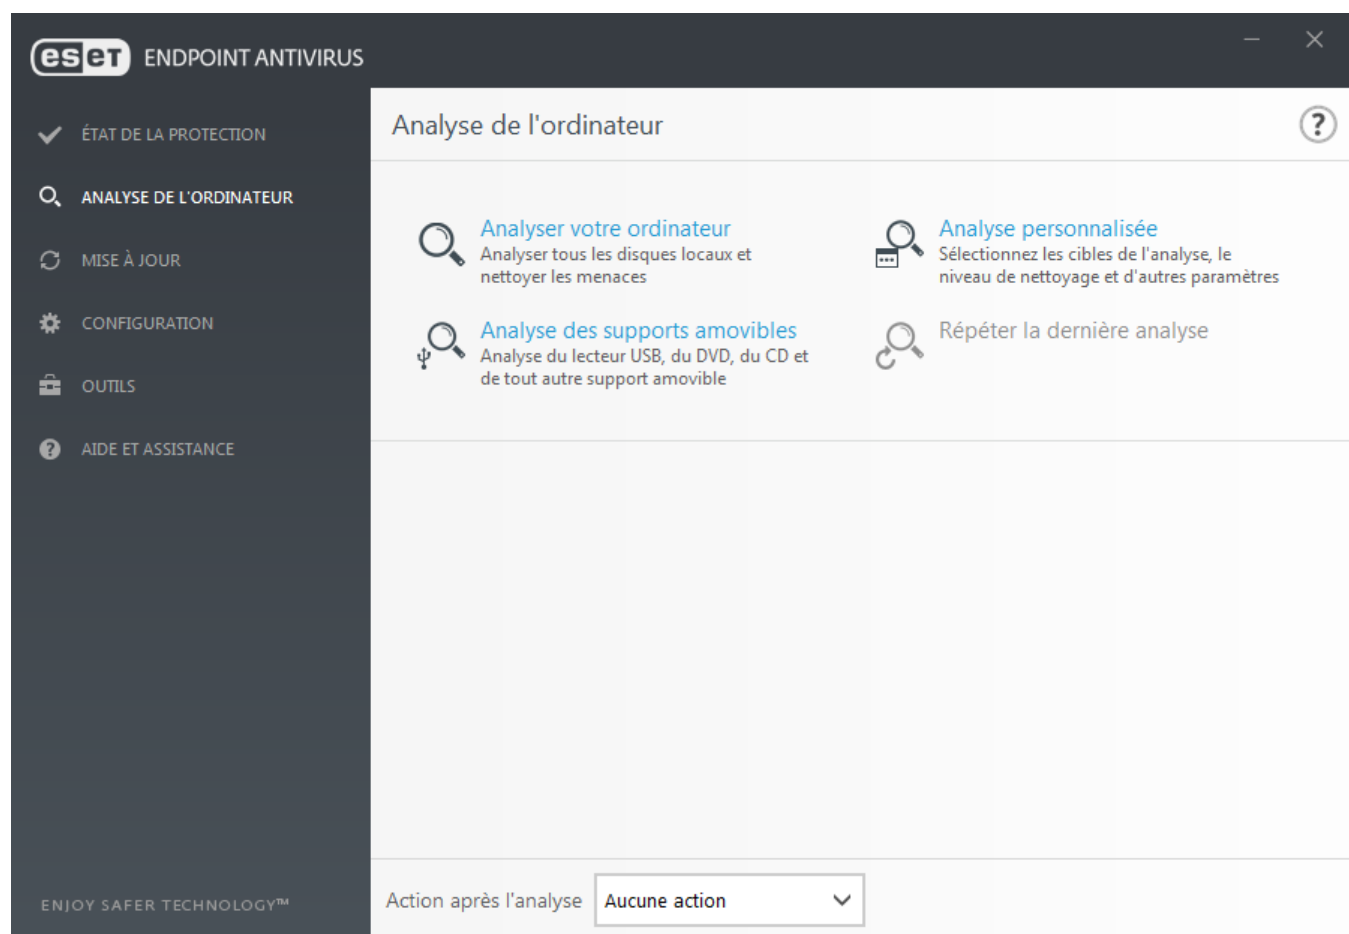 eset ENDPOINT ANTIVIRUS
ÉTAT DE LA PROTECTION
ANALYSE DE L'ORDINATEUR
MISE À JOUR
CONFIGURATION
OUTILS
AIDE ET ASSISTANCE
ENJOY SAFER TECHNOLOGY™
Analyse de l'ordinateur
?
Analyser votre ordinateur
Analyser tous les disques locaux et
nettoyer les menaces
Analyse personnalisée
Sélectionnez les cibles de l'analyse, le
niveau de nettoyage et d'autres paramètres
Analyse des supports amovibles
Analyse du lecteur USB, du DVD, du CD et
de tout autre support amovible
Répéter la dernière analyse
Action après l'analyse Aucune action